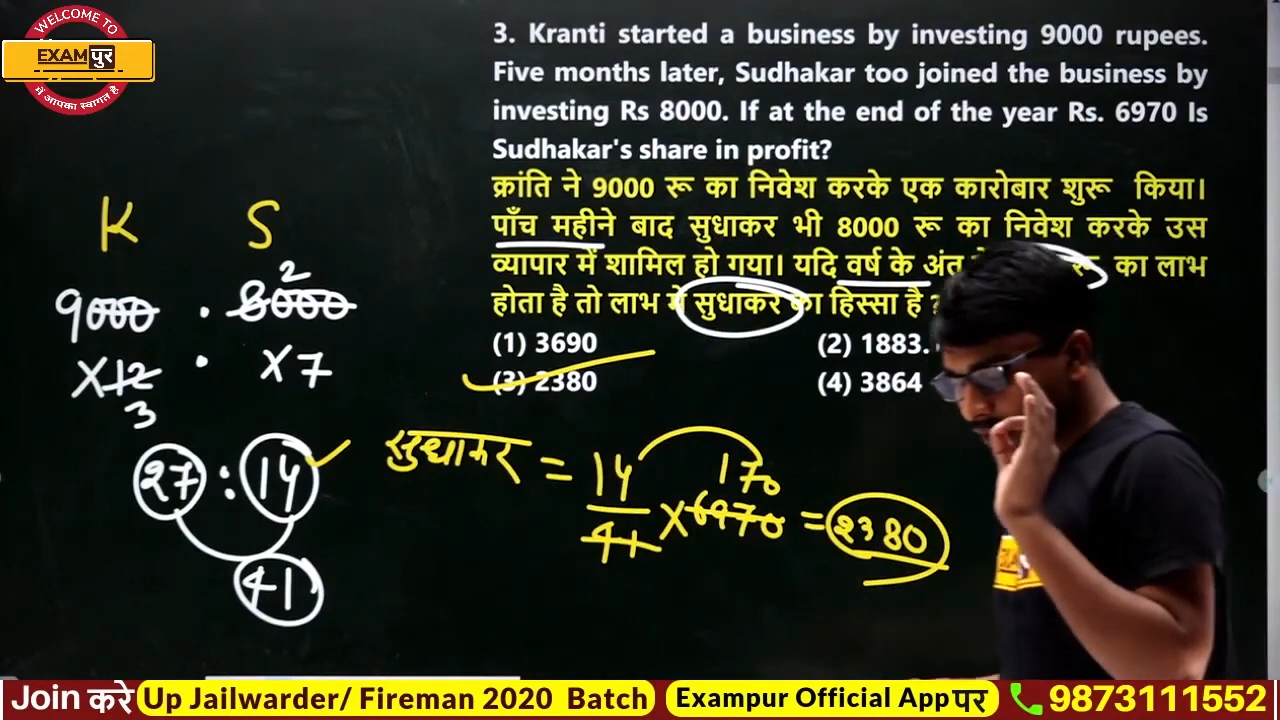 WELCOME TO
EXAMपुर
में आपका स्वागत है
3. Kranti started a business by investing 9000 rupees.
Five months later, Sudhakar too joined the business by
investing Rs 8000. If at the end of the year Rs. 6970 Is
Sudhakar's share in profit?
क्रांति ने 9000 रू का निवेश करके एक कारोबार शुरू किया।
पाँच महीने बाद सुधाकर भी 8000 रू का निवेश करके उस
व्यापार में शामिल हो गया। यदि वर्ष के अंत का लाभ
होता है तो लाभ में सुधाकर का हिस्सा है ?
(1) 3690 (2) 1883.
(3) 2380 (4) 3864
K S
2
9000 : 8000
X12 : X7
3
27 : 14
41
सुधाकर = 14 170
41 X 6970 = 2380
Join करे Up Jailwarder/ Fireman 2020 Batch Exampur Official App पर 9873111552